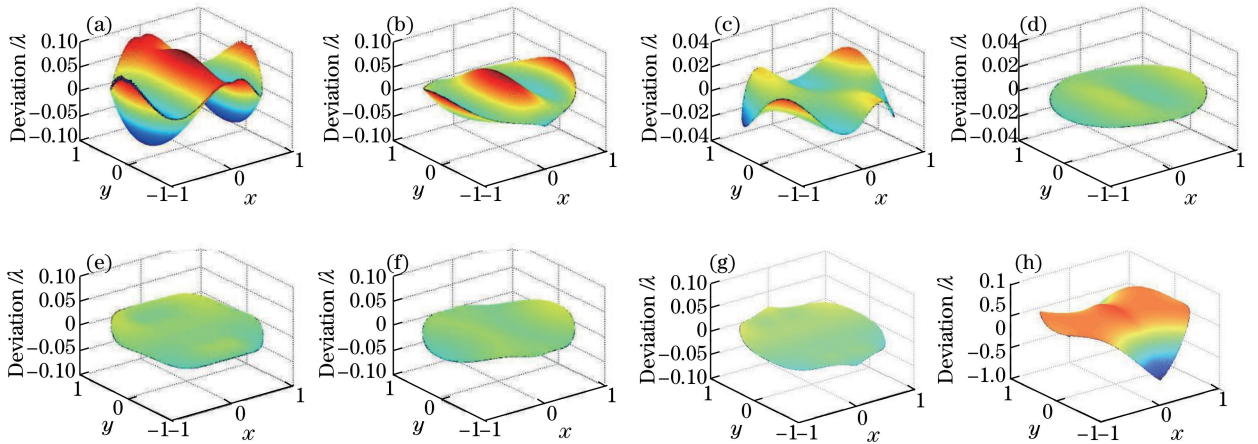 (a)
Deviation /λ
0.10
0.05
0
−0.05
−0.10
1
0
−1
y
−1
0
1
x
(b)
Deviation /λ
0.10
0.05
0
−0.05
−0.10
1
0
−1
y
−1
0
1
x
(c)
Deviation /λ
0.04
0.02
0
−0.02
−0.04
1
0
−1
y
−1
0
1
x
(d)
Deviation /λ
0.04
0.02
0
−0.02
−0.04
1
0
−1
y
−1
0
1
x
(e)
Deviation /λ
0.10
0.05
0
−0.05
−0.10
1
0
−1
y
−1
0
1
x
(f)
Deviation /λ
0.10
0.05
0
−0.05
−0.10
1
0
−1
y
−1
0
1
x
(g)
Deviation /λ
0.10
0.05
0
−0.05
−0.10
1
0
−1
y
−1
0
1
x
(h)
Deviation /λ
0.1
0.5
0
−0.5
−1.0
1
0
−1
y
−1
0
1
x